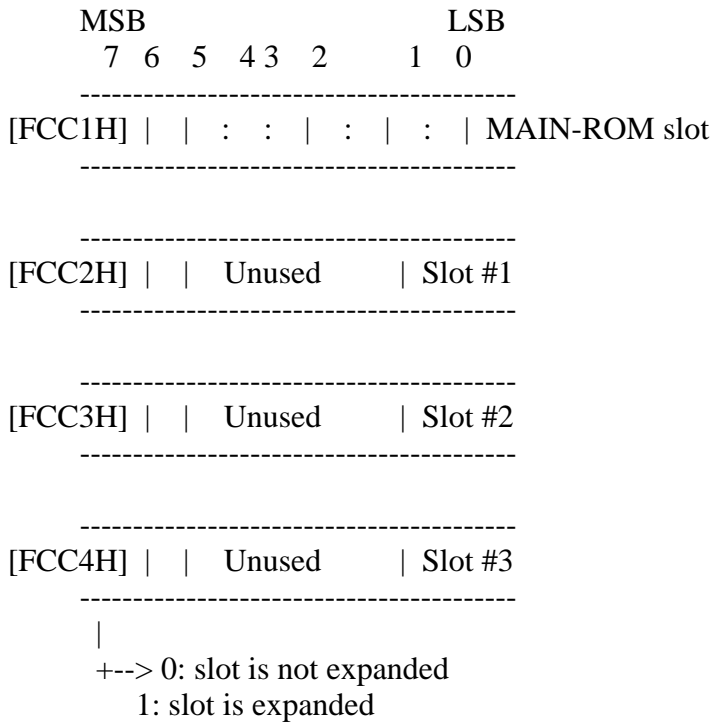 MSB LSB
7 6 5 4 3 2 1 0
-----------------------------------------
[FCC1H] | | : : | : | : | MAIN-ROM slot
-----------------------------------------
-----------------------------------------
[FCC2H] | | Unused | Slot #1
-----------------------------------------
-----------------------------------------
[FCC3H] | | Unused | Slot #2
-----------------------------------------
-----------------------------------------
[FCC4H] | | Unused | Slot #3
-----------------------------------------
|
+--> 0: slot is not expanded
1: slot is expanded